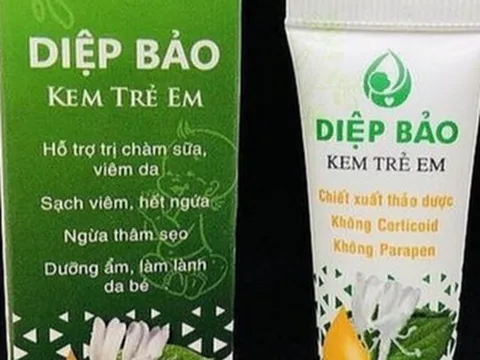 DIỆP BẢO
KEM TRẺ EM
Hỗ trợ trị chàm sữa,
viêm da
Sạch viêm, hết ngứa
Ngừa thâm sẹo
Dưỡng ẩm, làm lành
da bé
DIỆP BẢO
KEM TRẺ EM
Chiết xuất thảo dược
Không Corticoid
Không Parapen